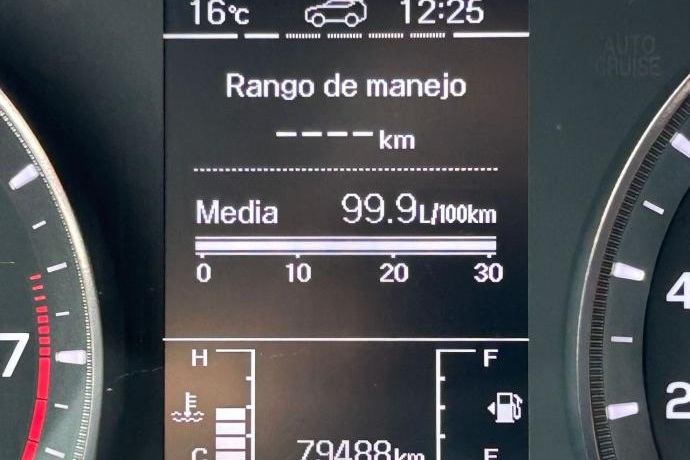 16°C 12:25
AUTO
CRUISE
Rango de manejo
---- km
Media 99.9L/100km
0 10 20 30
H F
C 79488km E
7
4
2